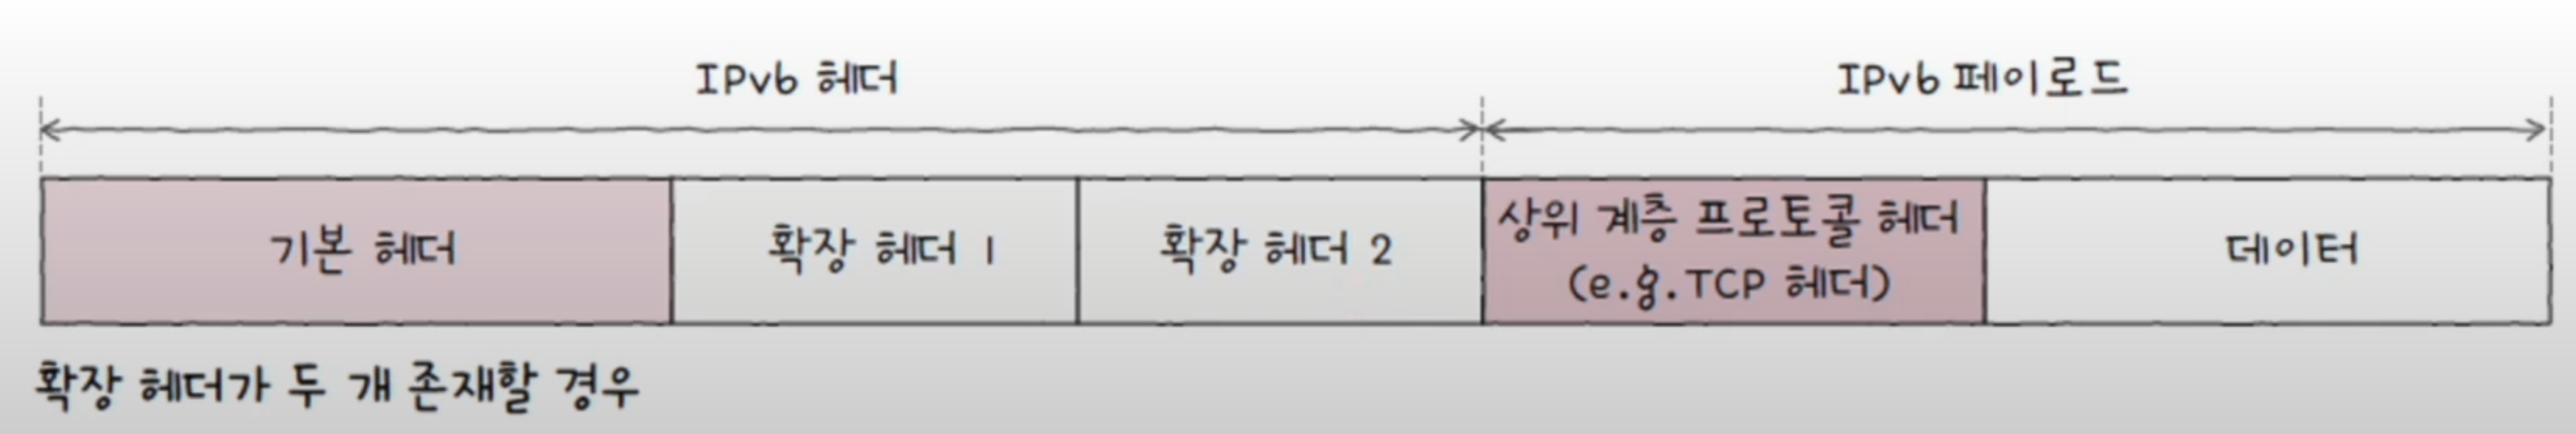 IPv6 헤더
IPv6 페이로드
기본 헤더
확장 헤더 1
확장 헤더 2
상위 계층 프로토콜 헤더
(e.g.TCP 헤더)
데이터
확장 헤더가 두 개 존재할 경우